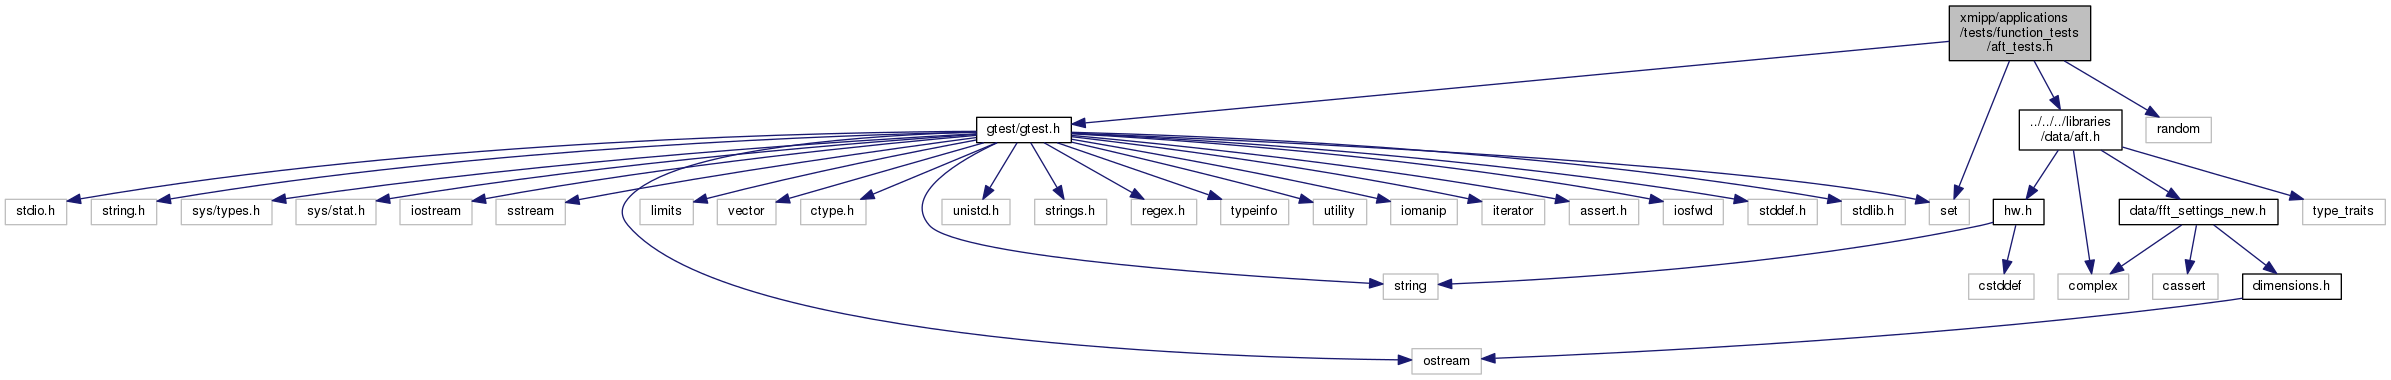 xmipp/applications
/tests/function_tests
/aft_tests.h
gtest/gtest.h
../../../libraries
/data/aft.h
random
stdio.h
string.h
sys/types.h
sys/stat.h
iostream
sstream
limits
vector
ctype.h
unistd.h
strings.h
regex.h
typeinfo
utility
iomanip
iterator
assert.h
iosfwd
stddef.h
stdlib.h
set
hw.h
data/fft_settings_new.h
type_traits
string
cstddef
complex
cassert
dimensions.h
ostream